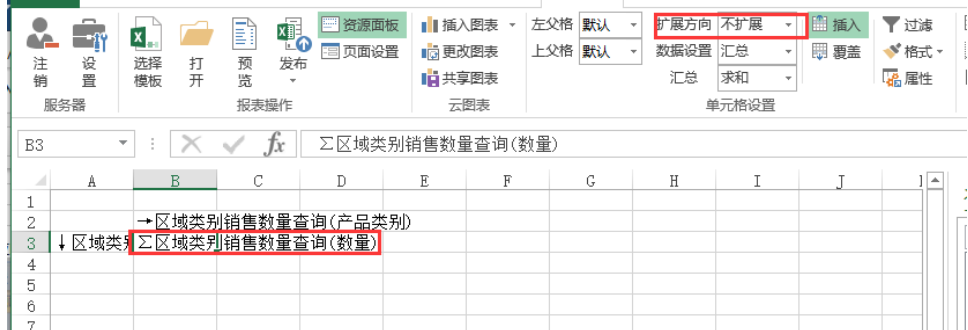 资源面板 插入图表 左父格 默认 扩展方向 不扩展 插入 过滤
注销 设置 选择模板 打开 预览 发布 页面设置 更改图表 上父格 默认 数据设置 汇总 覆盖 格式
共享图表 汇总 求和 属性
服务器 报表操作 云图表 单元格设置
B3 fx Σ区域类别销售数量查询(数量)
A B C D E F G H I J
1
2 →区域类别销售数量查询(产品类别)
3 ↓区域类别 Σ区域类别销售数量查询(数量)
4
5
6
7